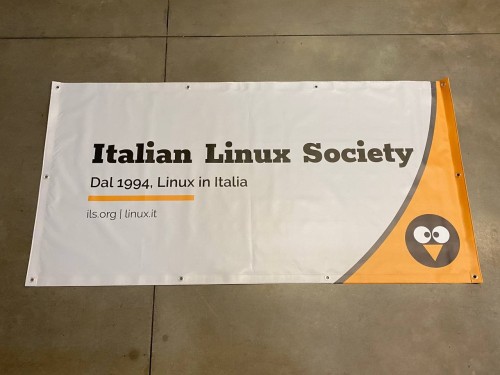 Italian Linux Society
Dal 1994, Linux in Italia
ils.org | linux.it